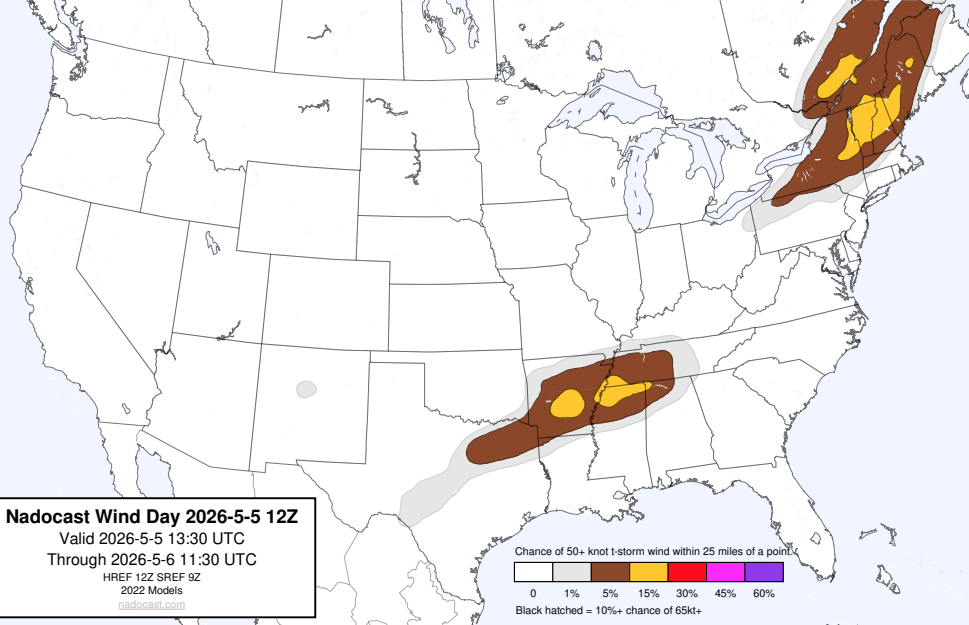 Nadocast Wind Day 2026-5-5 12Z
Valid 2026-5-5 13:30 UTC
Through 2026-5-6 11:30 UTC
HREF 12Z SREF 9Z
2022 Models
nadocast.com
Chance of 50+ knot t-storm wind within 25 miles of a point.
0 1% 5% 15% 30% 45% 60%
Black hatched = 10%+ chance of 65kt+